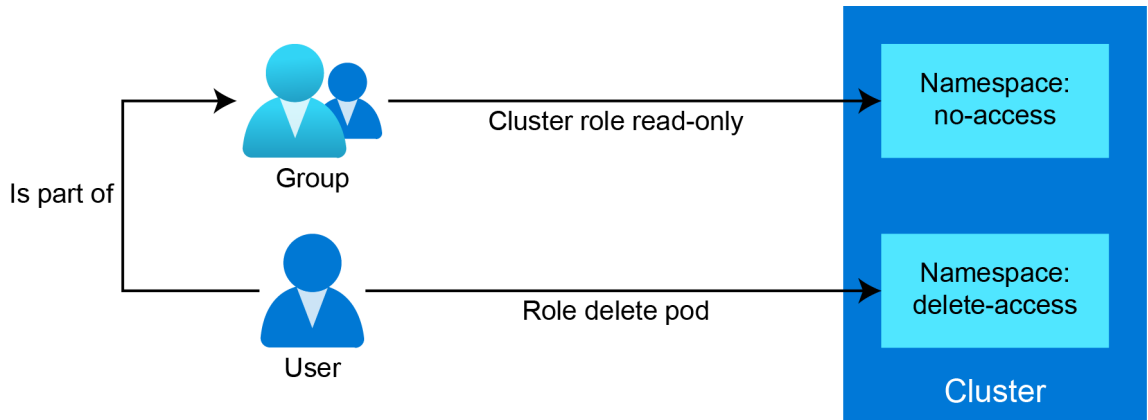 Namespace:
no-access
Cluster role read-only
Group
Is part of
Namespace:
delete-access
Role delete pod
User
Cluster